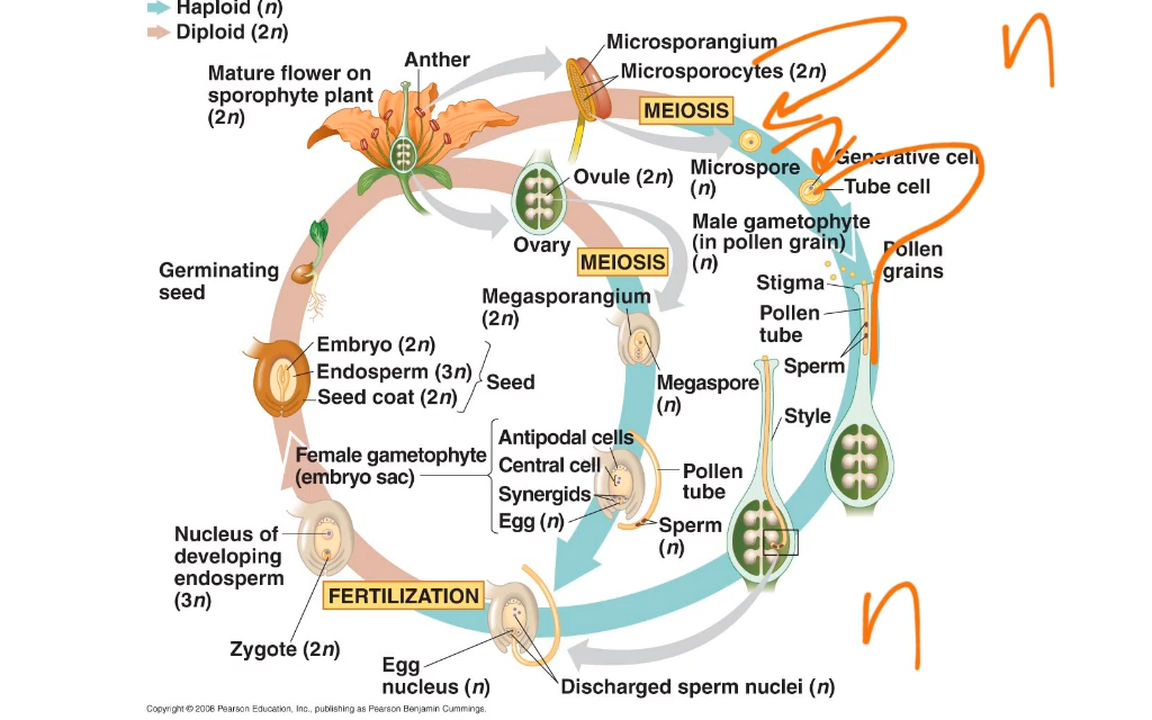 Haploid (n)
Diploid (2n)
n
Anther
Mature flower on
sporophyte plant
(2n)
Microsporangium
Microsporocytes (2n)
MEIOSIS
Microspore
(n)
Generative cell
Tube cell
Ovule (2n)
Ovary
MEIOSIS
Male gametophyte
(in pollen grain)
(n)
Pollen
grains
Stigma
Pollen
tube
Sperm
Germinating
seed
Megasporangium
(2n)
Megaspore
(n)
Style
Embryo (2n)
Endosperm (3n)
Seed coat (2n)
Seed
Female gametophyte
(embryo sac)
Antipodal cells
Central cell
Synergids
Egg (n)
Pollen
tube
Sperm
(n)
Nucleus of
developing
endosperm
(3n)
FERTILIZATION
n
Zygote (2n)
Egg
nucleus (n)
Discharged sperm nuclei (n)
Copyright © 2008 Pearson Education, Inc., publishing as Pearson Benjamin Cummings.